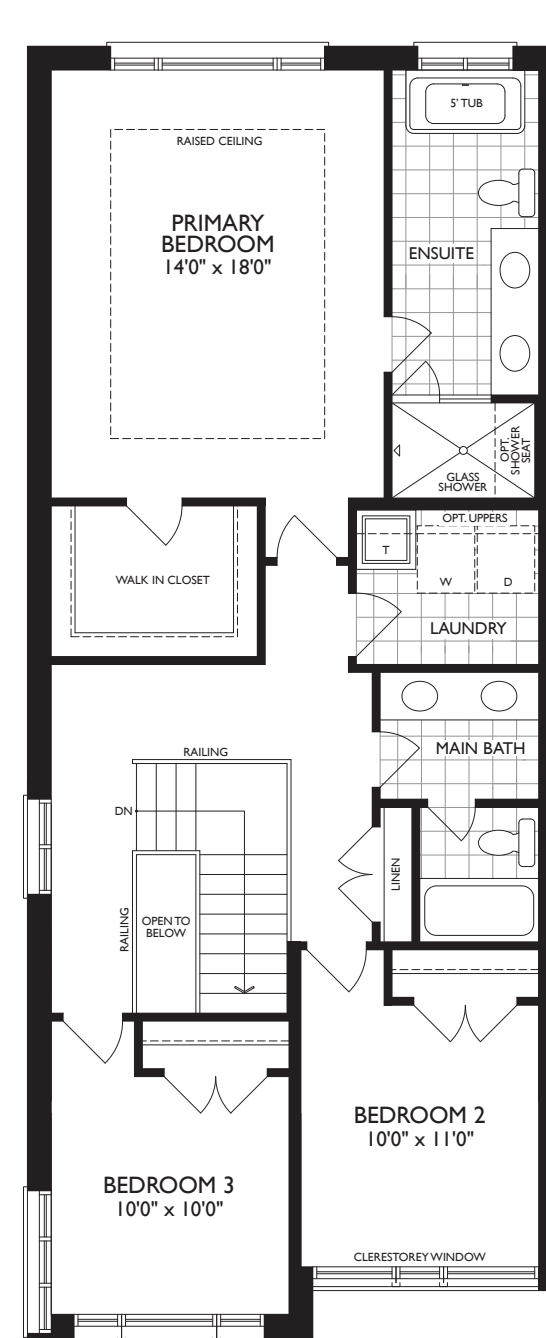 5' TUB
RAISED CEILING
PRIMARY
BEDROOM
14'0" x 18'0"
ENSUITE
OPT.
SHOWER
SEAT
GLASS
SHOWER
OPT. UPPERS
T
W
D
WALK IN CLOSET
LAUNDRY
MAIN BATH
RAILING
DN
LINEN
RAILING
OPEN TO
BELOW
BEDROOM 2
10'0" x 11'0"
BEDROOM 3
10'0" x 10'0"
CLERESTOREY WINDOW